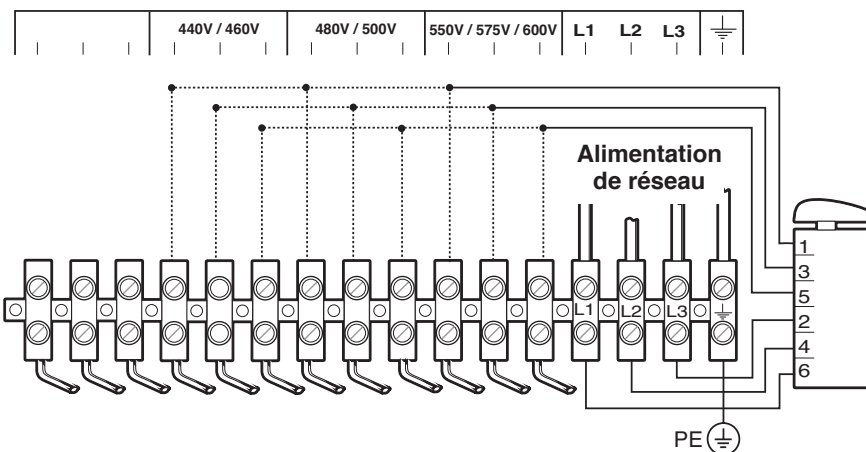 440V / 460V 480V / 500V 550V / 575V / 600V L1 L2 L3
Alimentation
de réseau
1
3
5
2
4
6
L1 L2 L3
PE